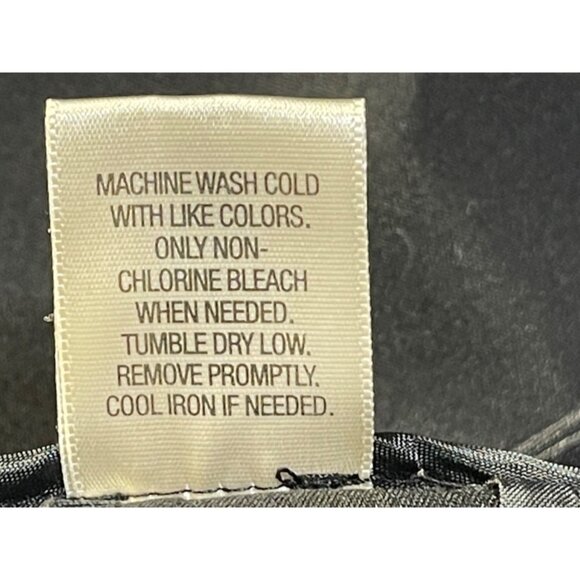 MACHINE WASH COLD
WITH LIKE COLORS.
ONLY NON-
CHLORINE BLEACH
WHEN NEEDED.
TUMBLE DRY LOW.
REMOVE PROMPTLY.
COOL IRON IF NEEDED.